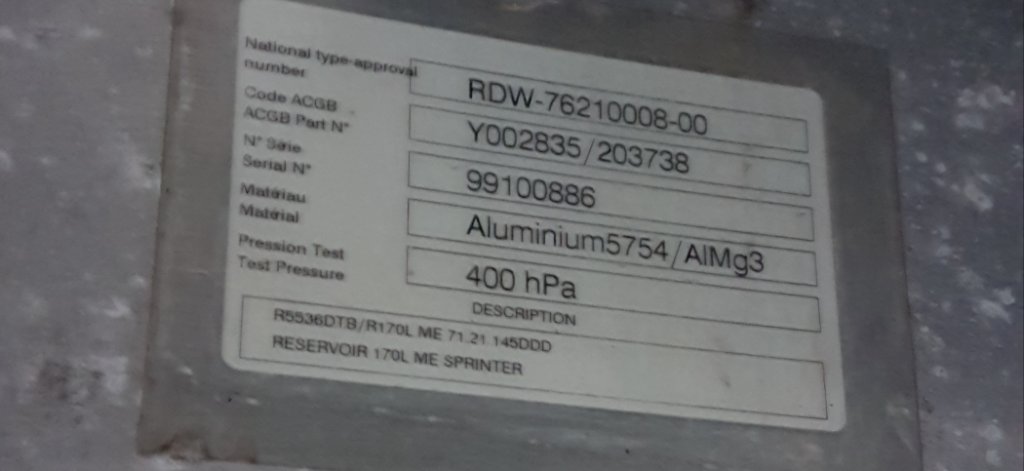 National type-approval
number
RDW-76210008-00
Code ACGB
ACGB Part N°
Y002835/203738
N° Série
Serial N°
99100886
Matériau
Matérial
Aluminium5754/AlMg3
Pression Test
Test Pressure
400 hPa
DESCRIPTION
R5536DTB/R170L ME 71.21.145DDD
RESERVOIR 170L ME SPRINTER